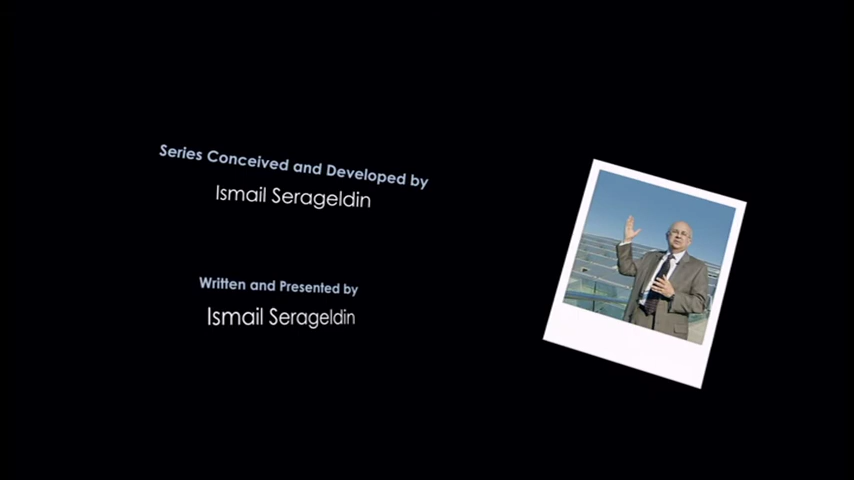 Series Conceived and Developed by
Ismail Serageldin
Written and Presented by
Ismail Serageldin